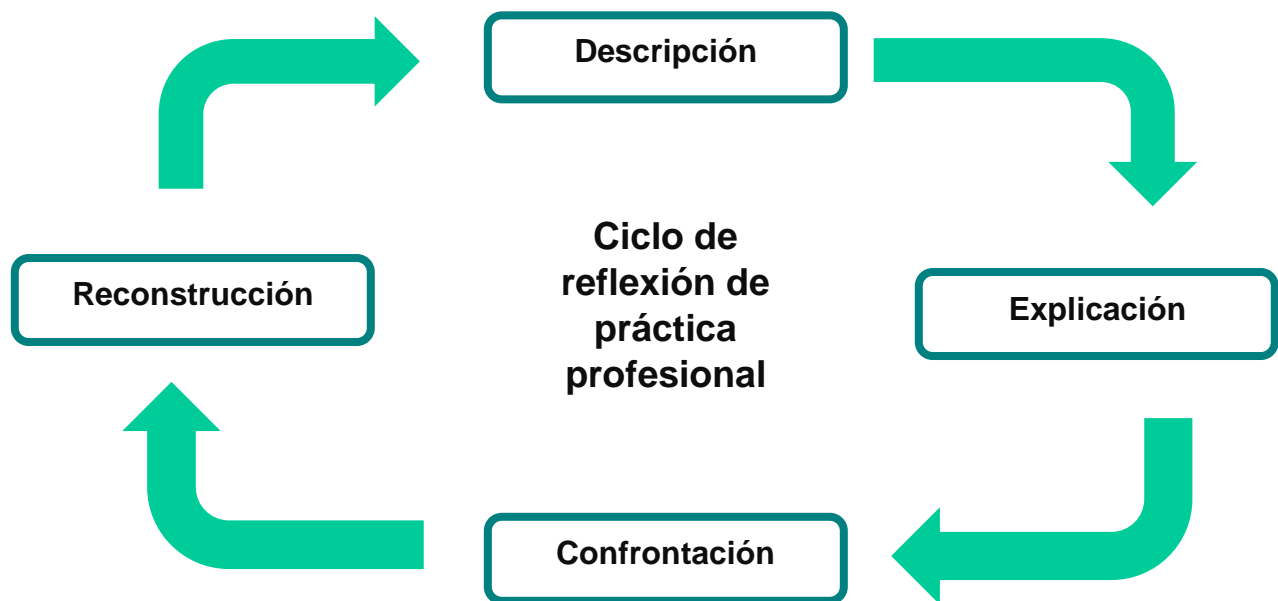 Descripción
Reconstrucción
Ciclo de
reflexión de
práctica
profesional
Explicación
Confrontación